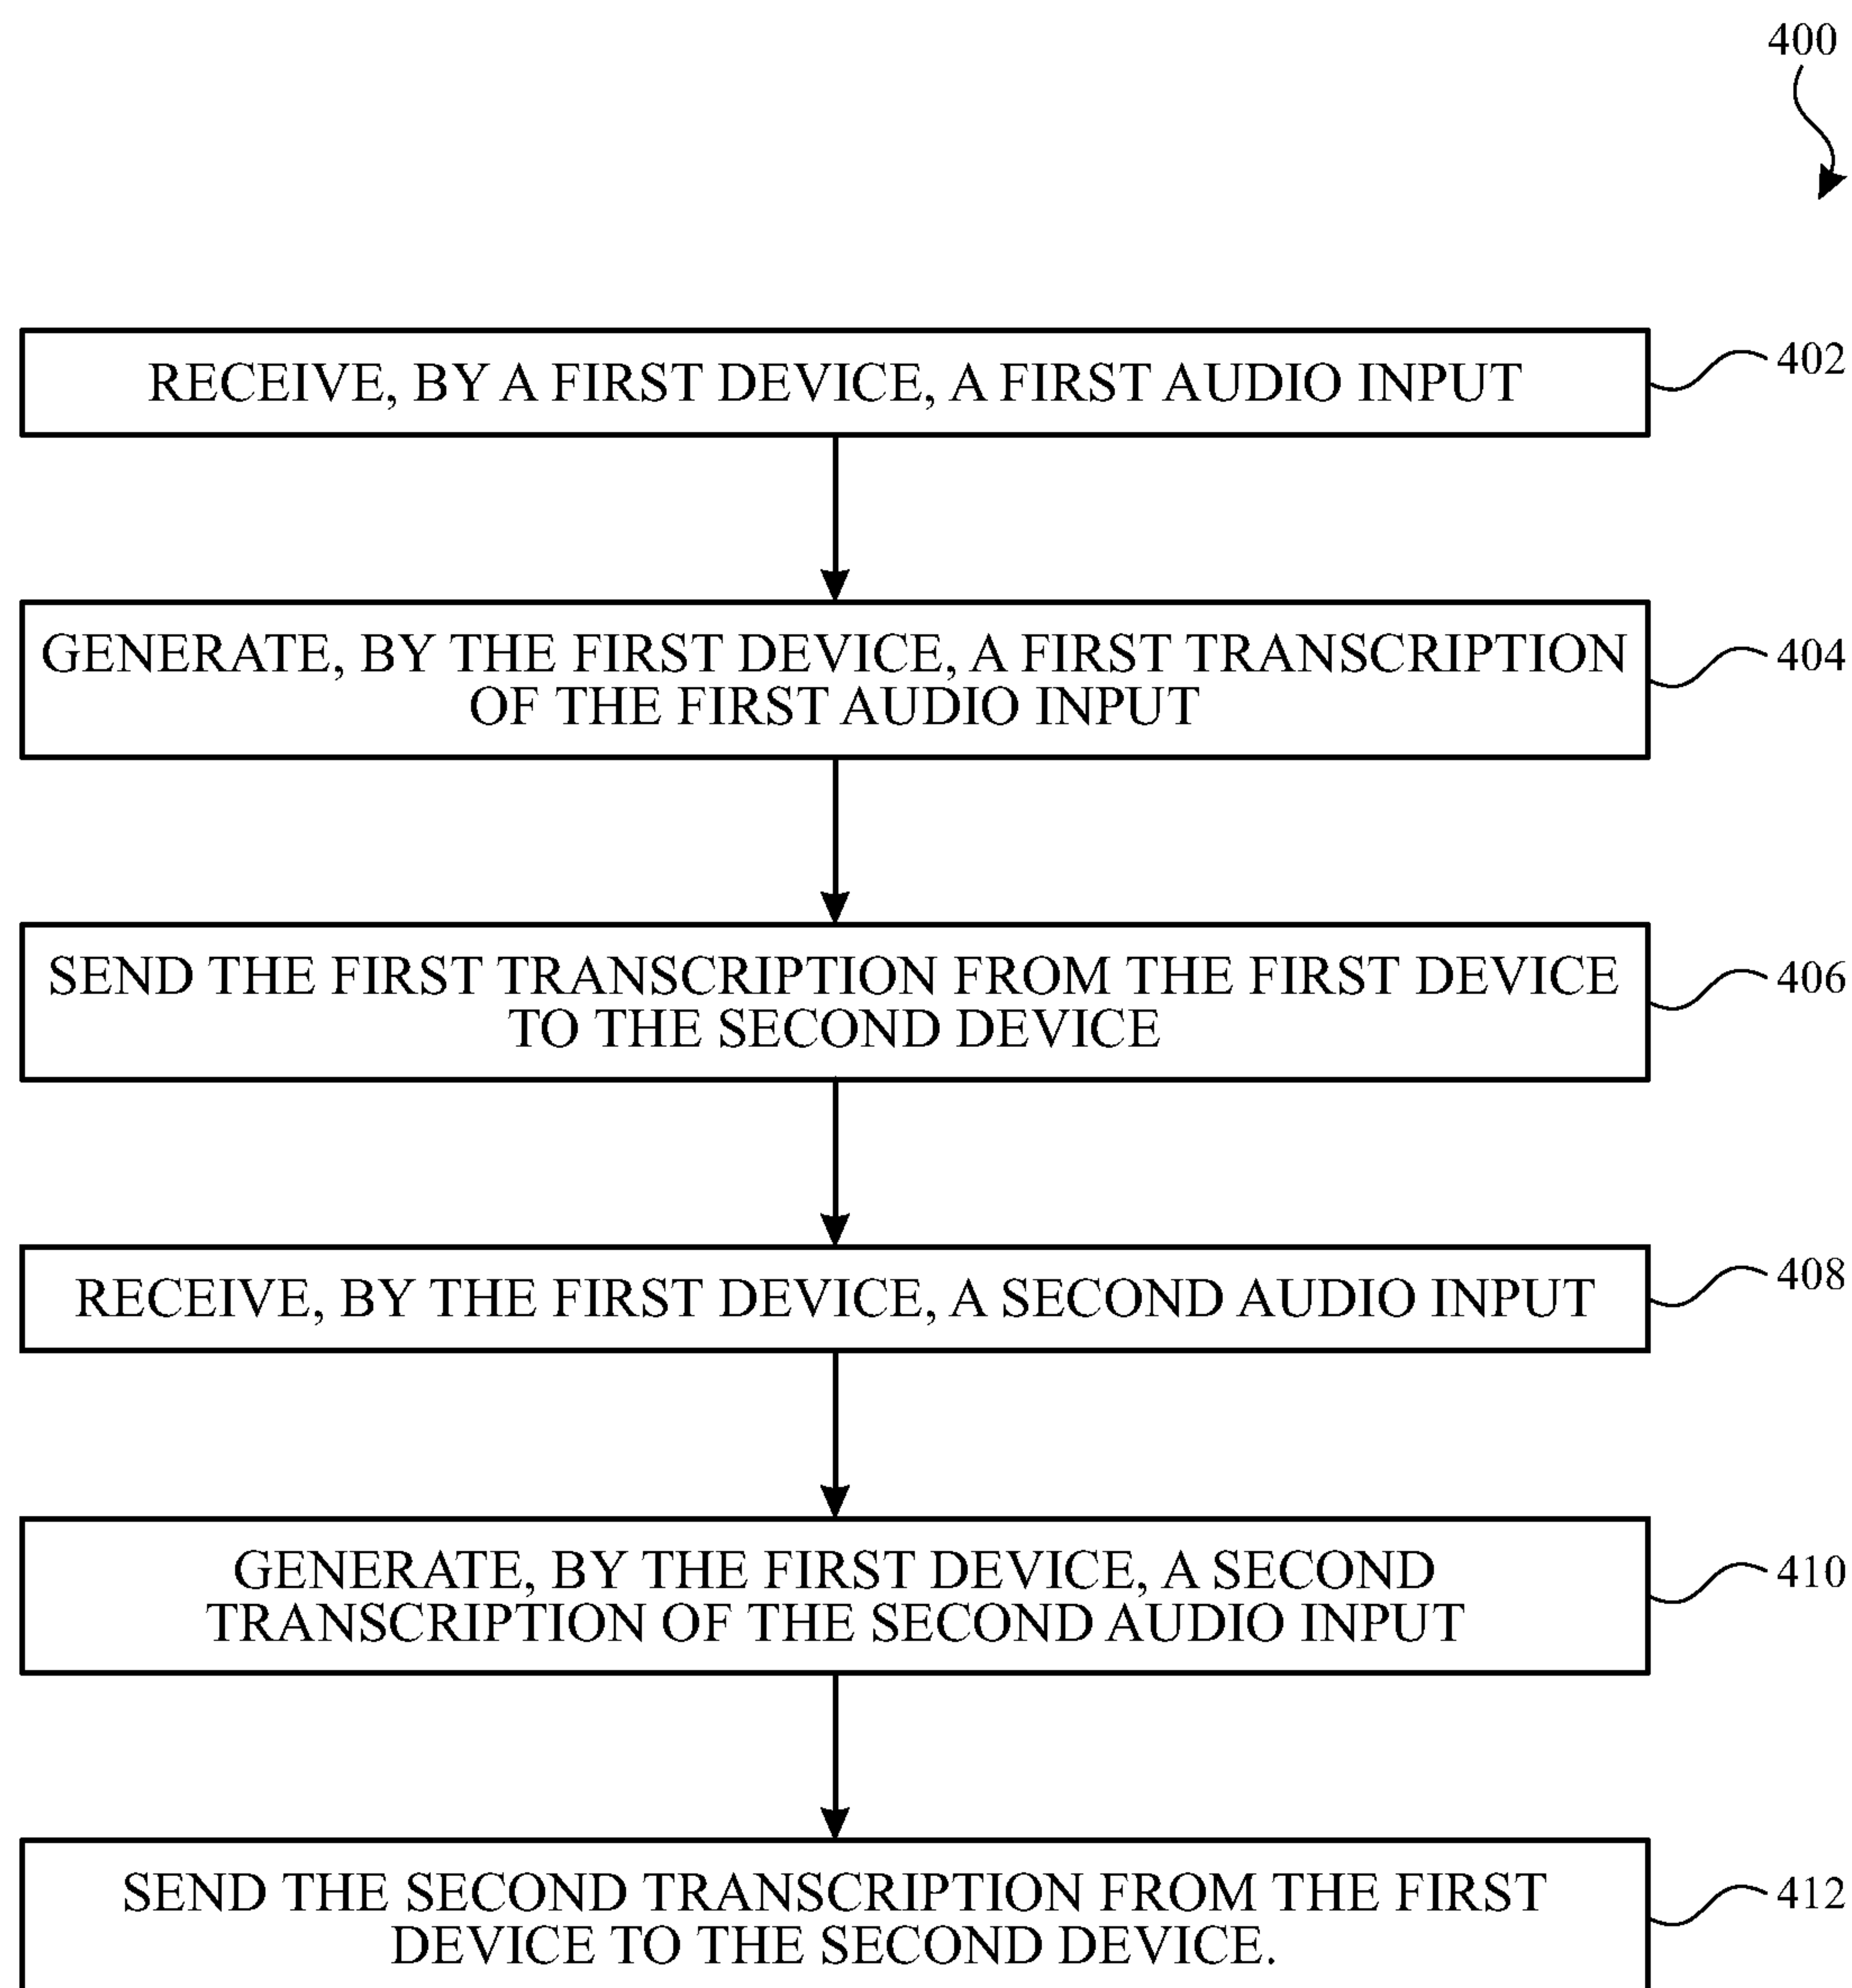 400
RECEIVE, BY A FIRST DEVICE, A FIRST AUDIO INPUT
402
GENERATE, BY THE FIRST DEVICE, A FIRST TRANSCRIPTION
OF THE FIRST AUDIO INPUT
404
SEND THE FIRST TRANSCRIPTION FROM THE FIRST DEVICE
TO THE SECOND DEVICE
406
RECEIVE, BY THE FIRST DEVICE, A SECOND AUDIO INPUT
408
GENERATE, BY THE FIRST DEVICE, A SECOND
TRANSCRIPTION OF THE SECOND AUDIO INPUT
410
SEND THE SECOND TRANSCRIPTION FROM THE FIRST
DEVICE TO THE SECOND DEVICE.
412